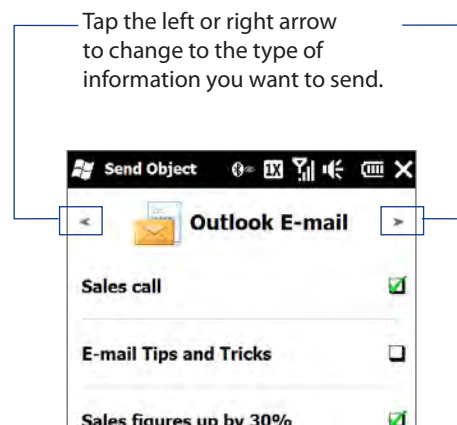 Tap the left or right arrow
to change to the type of
information you want to send.
Send Object 1X
< Outlook E-mail >
Sales call
E-mail Tips and Tricks
Sales figures up by 30%